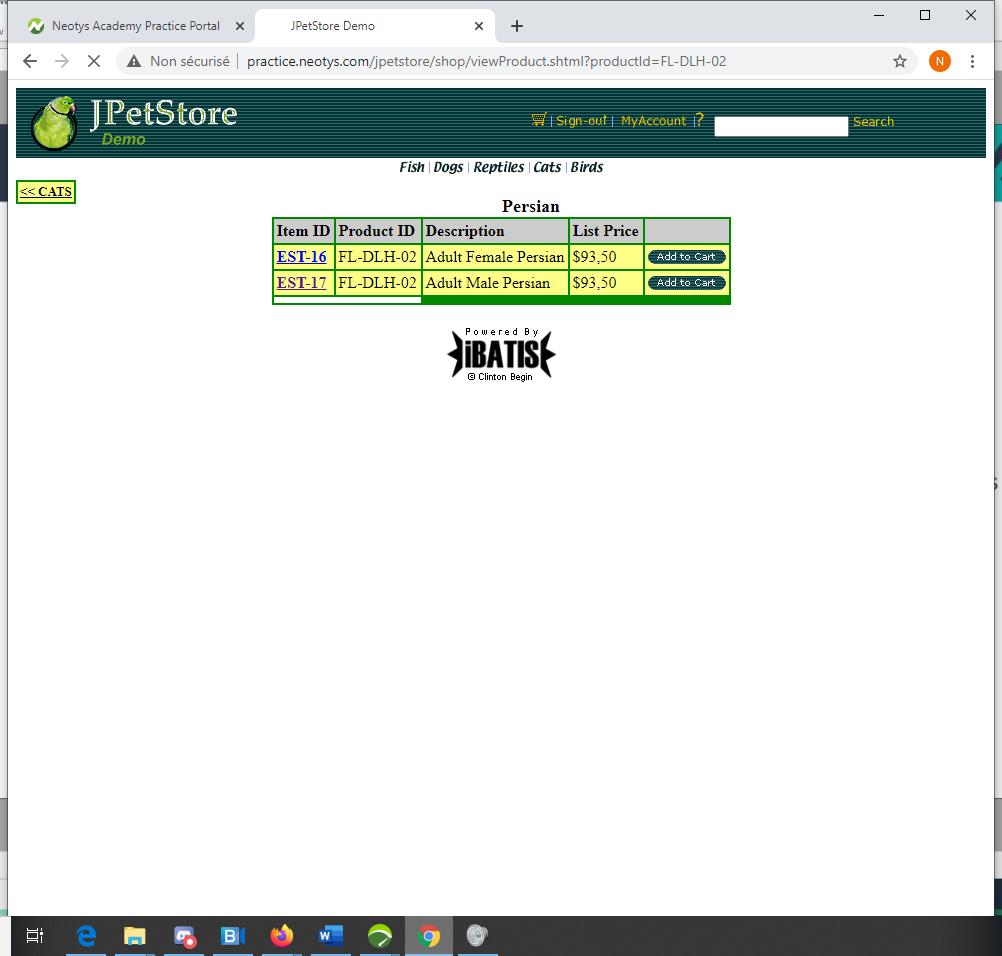 Neotys Academy Practice Portal
JPetStore Demo
Non sécurisé
practice.neotys.com/jpetstore/shop/viewProduct.shtml?productId=FL-DLH-02
N
JPetStore
Demo
| Sign-out | MyAccount | ? Search
Fish | Dogs | Reptiles | Cats | Birds
<< CATS
Persian
Item ID Product ID Description List Price
EST-16 FL-DLH-02 Adult Female Persian $93,50 Add to Cart
EST-17 FL-DLH-02 Adult Male Persian $93,50 Add to Cart
Powered By
iBATIS
© Clinton Begin